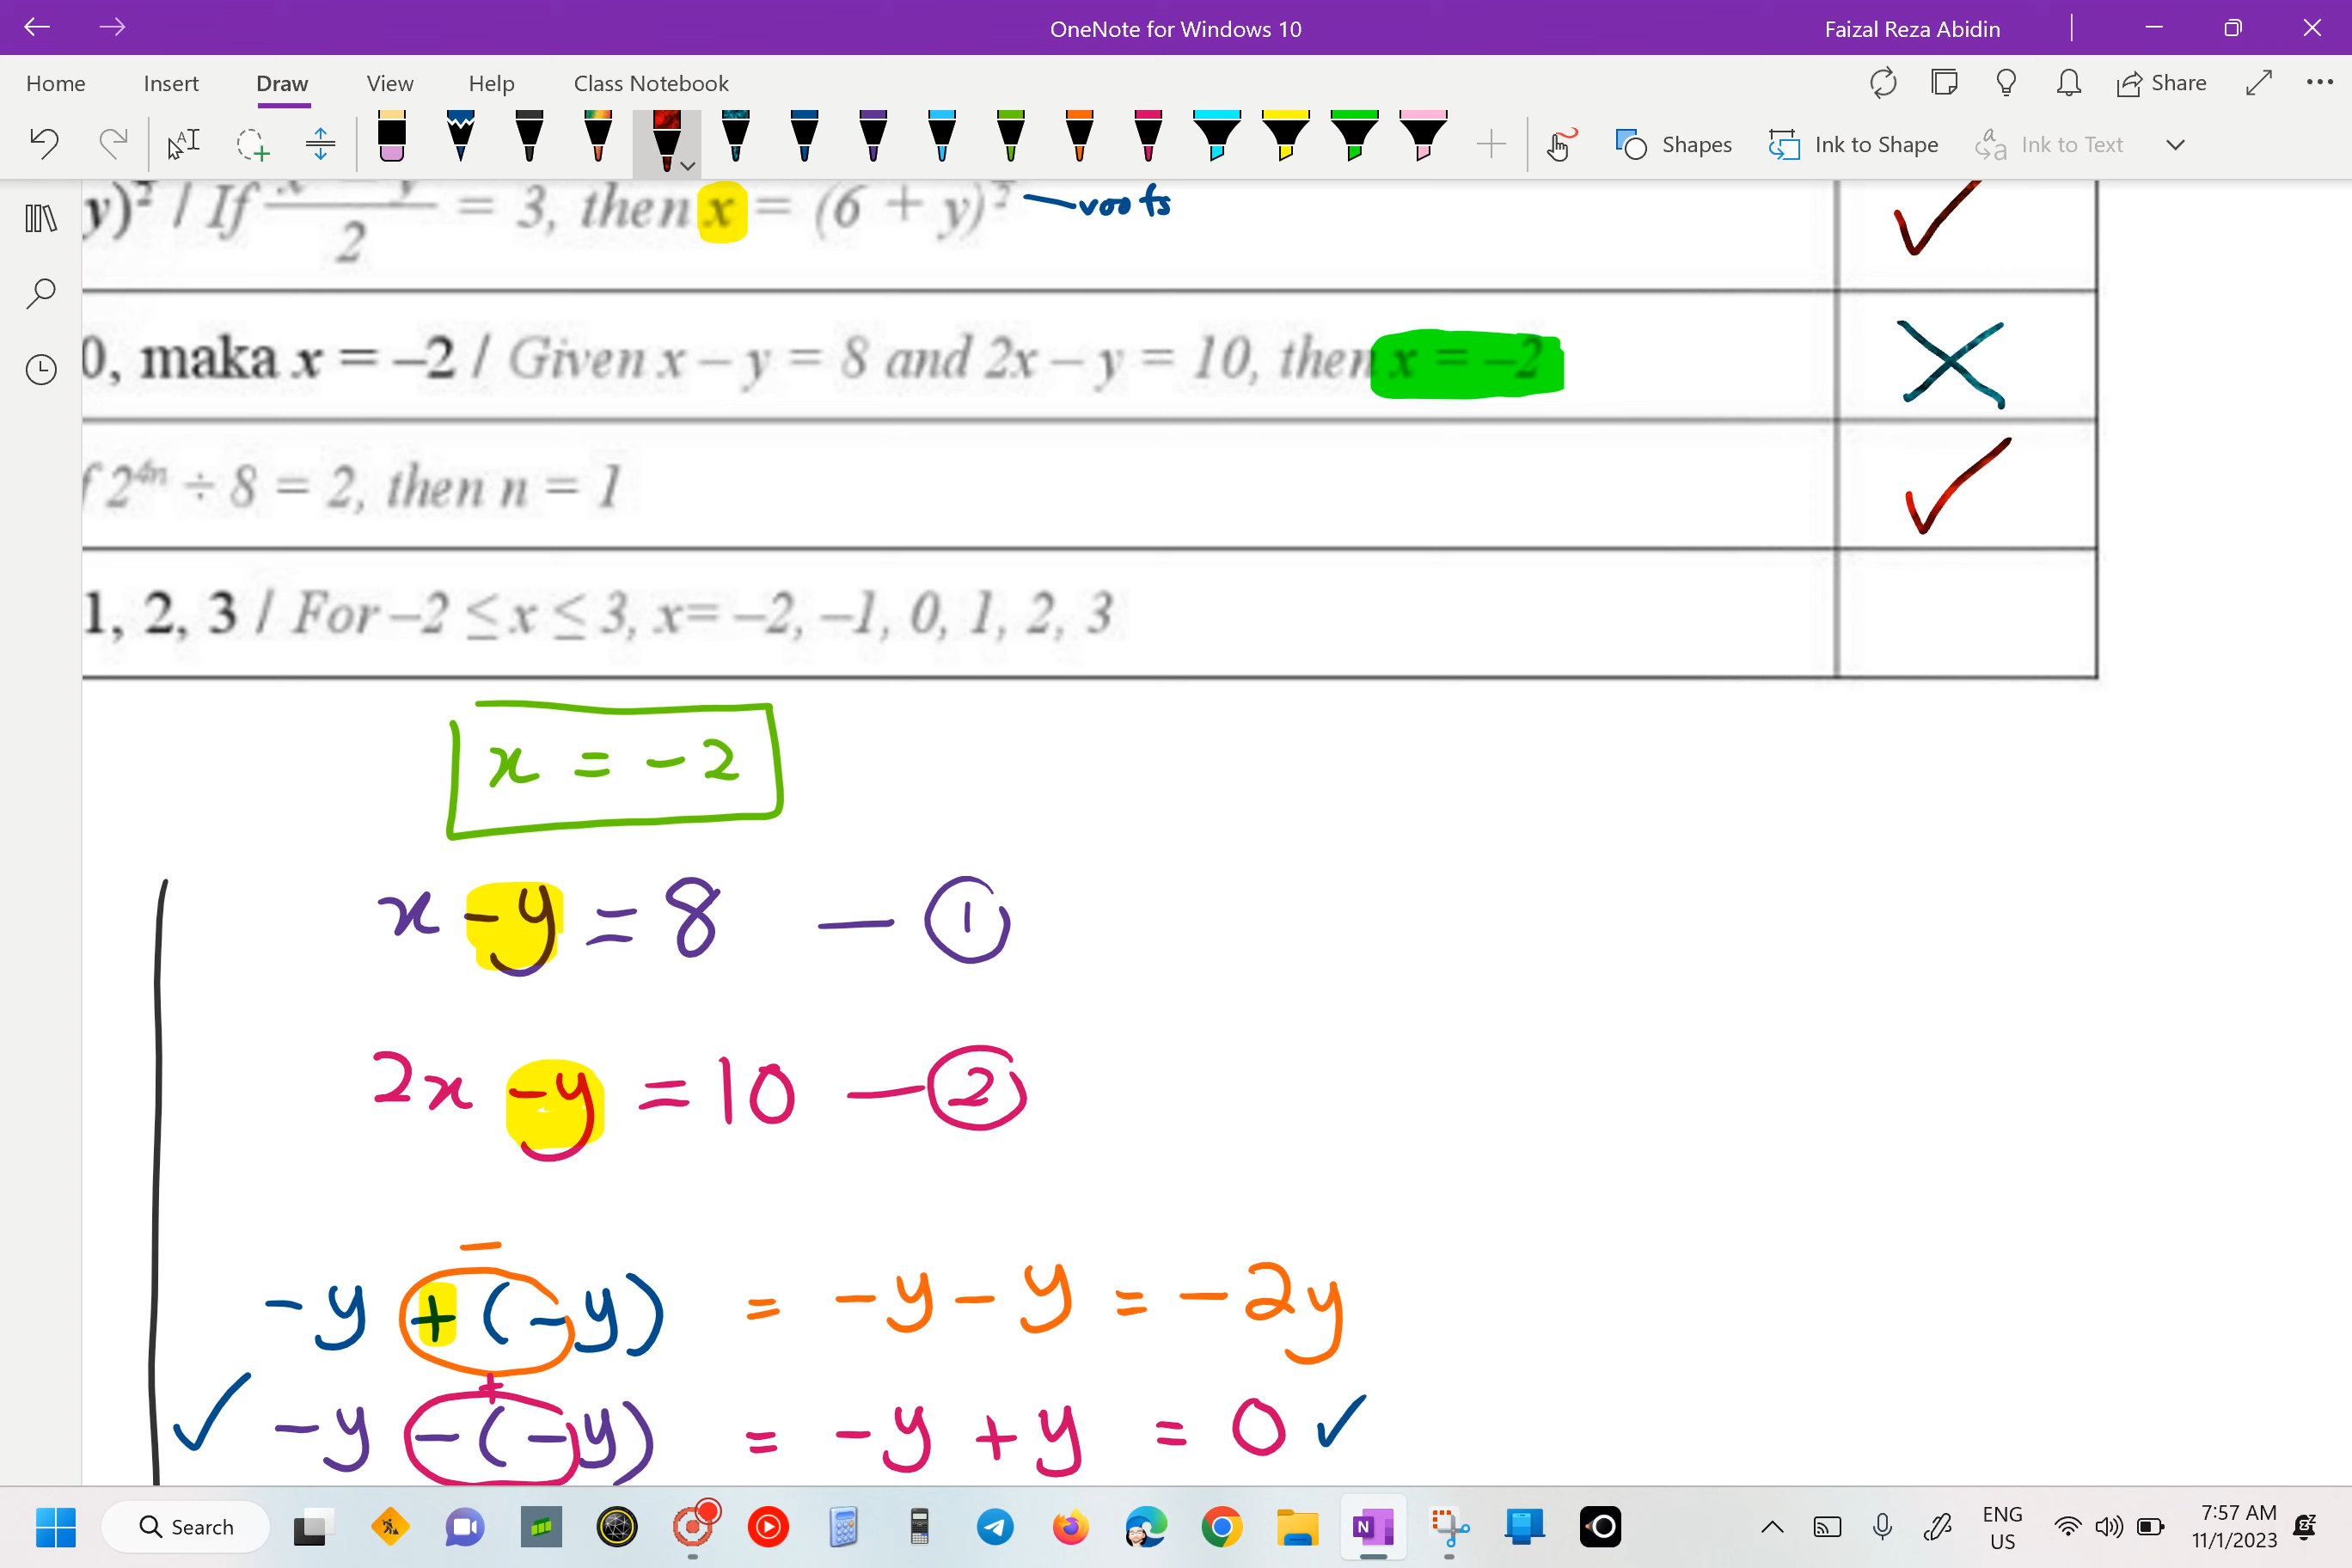 OneNote for Windows 10
Faizal Reza Abidin
Home Insert Draw View Help Class Notebook
Share
Shapes Ink to Shape Ink to Text
y)² / If x − y / 2 = 3, then x = (6 + y)² — roots
0, maka x = −2 / Given x − y = 8 and 2x − y = 10, then x = −2
f 2⁴ⁿ ÷ 8 = 2, then n = 1
1, 2, 3 / For −2 ≤ x ≤ 3, x= −2, −1, 0, 1, 2, 3
x = −2
x − y = 8 — ①
2x − y = 10 — ②
−
−y + (−y) = −y − y = −2y
+
✓ −y − (−y) = −y + y = 0 ✓
Search
ENG
US
7:57 AM
11/1/2023